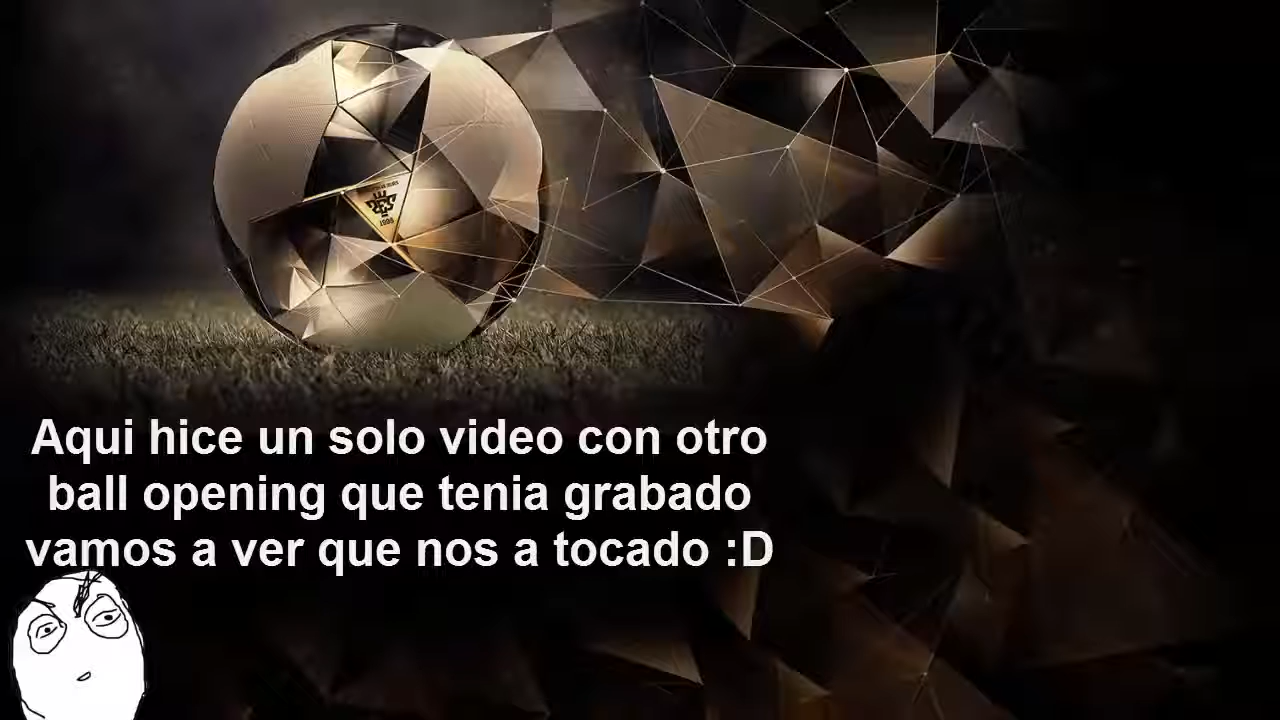 Aqui hice un solo video con otro
ball opening que tenia grabado
vamos a ver que nos a tocado :D